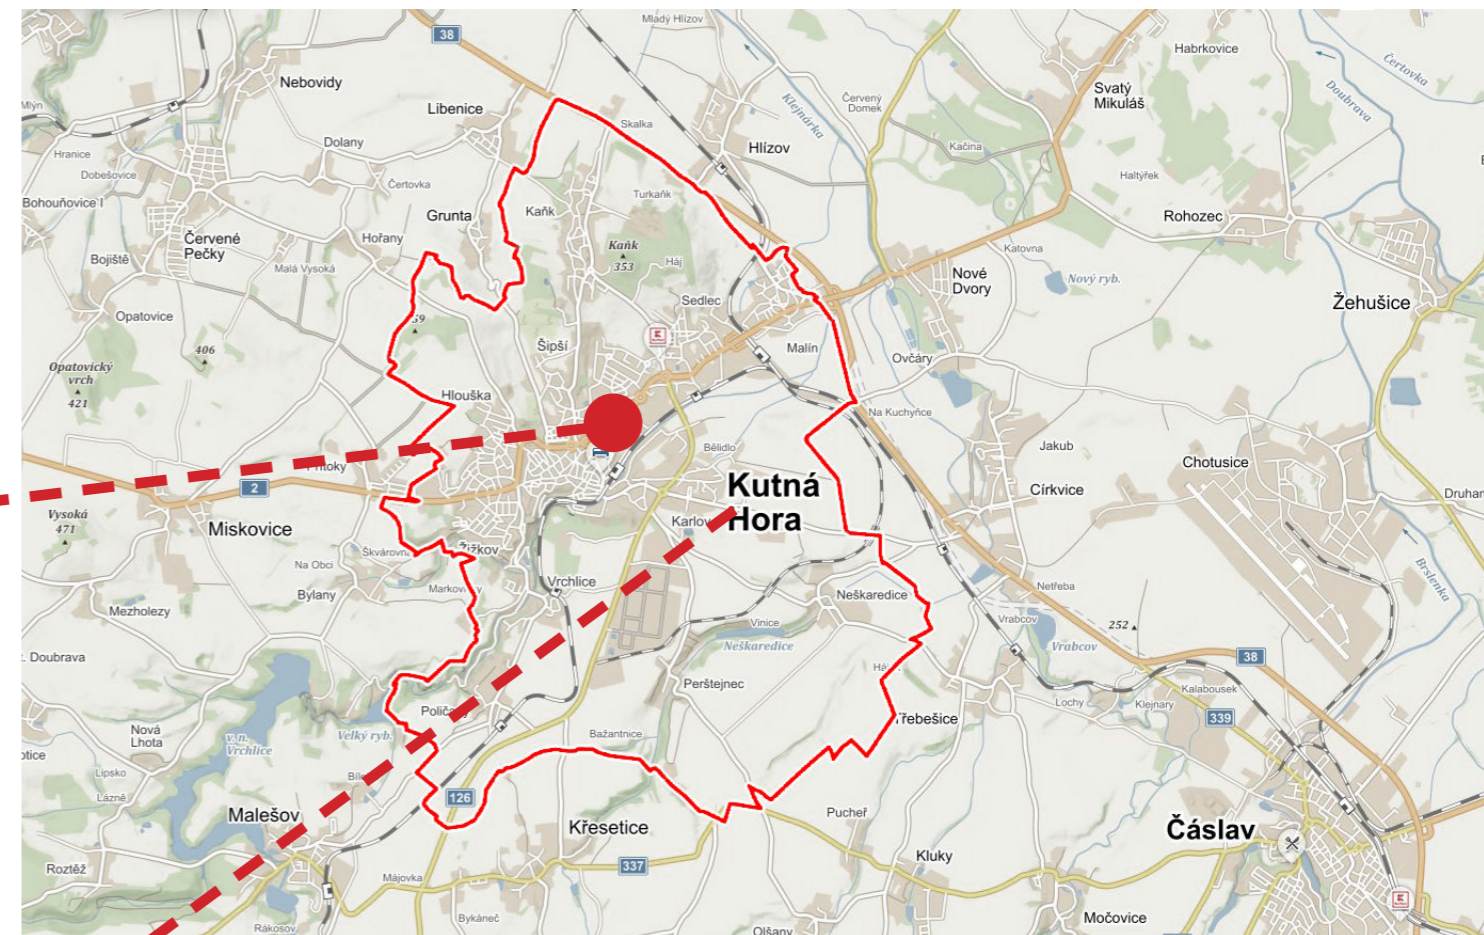 Mladý Hlízov
38
Habrkovice
Nebovidy
Čertovka
Svatý
Mikuláš
Doubrava
Libenice
Klejnárka
Červený
Domek
Mlýn
Skalka
Dolany
Hlízov
Kačina
Hranice
Dobešovice
Čertovka
Haltýřek
Turkaňk
Bohouňovice I
Grunta
Kaňk
Rohozec
Hořany
Červené
Pečky
Kaňk
353
Katovna
Bojiště
Malá Vysoká
Háj
Nové
Dvory
Nový ryb.
Sedlec
Žehušice
Opatovice
59
Šipší
Malín
406
Ovčáry
Opatovický
vrch
421
Hlouška
Na Kuchyňce
Bělidlo
Jakub
Chotusice
2
Kutná
Hora
Církvice
Vysoká
471
Miskovice
Karlov
Škvárovna
Žižkov
Na Obci
Vrchlice
Bylany
Netřeba
Neškaredice
Brslenka
Mezholezy
Vinice
Vrabcov
252
Neškaredice
Vrabcov
Doubrava
38
Perštejnec
Kalabousek
Lochy
Klejnary
Třebešice
339
Nová
Lhota
v. n.
Vrchlice
Velký ryb.
Bažantnice
Lipsko
Lázně
126
Malešov
Křesetice
Pucheř
Čáslav
Roztěž
337
Kluky
Májovka
Močovice
Bykáneč
Rákosov
Olšany